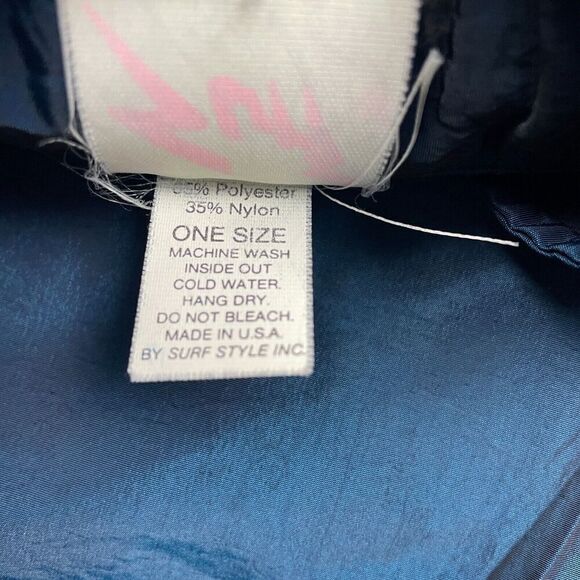 % Polyester
35% Nylon
ONE SIZE
MACHINE WASH
INSIDE OUT
COLD WATER.
HANG DRY.
DO NOT BLEACH.
MADE IN U.S.A.
BY SURF STYLE INC.